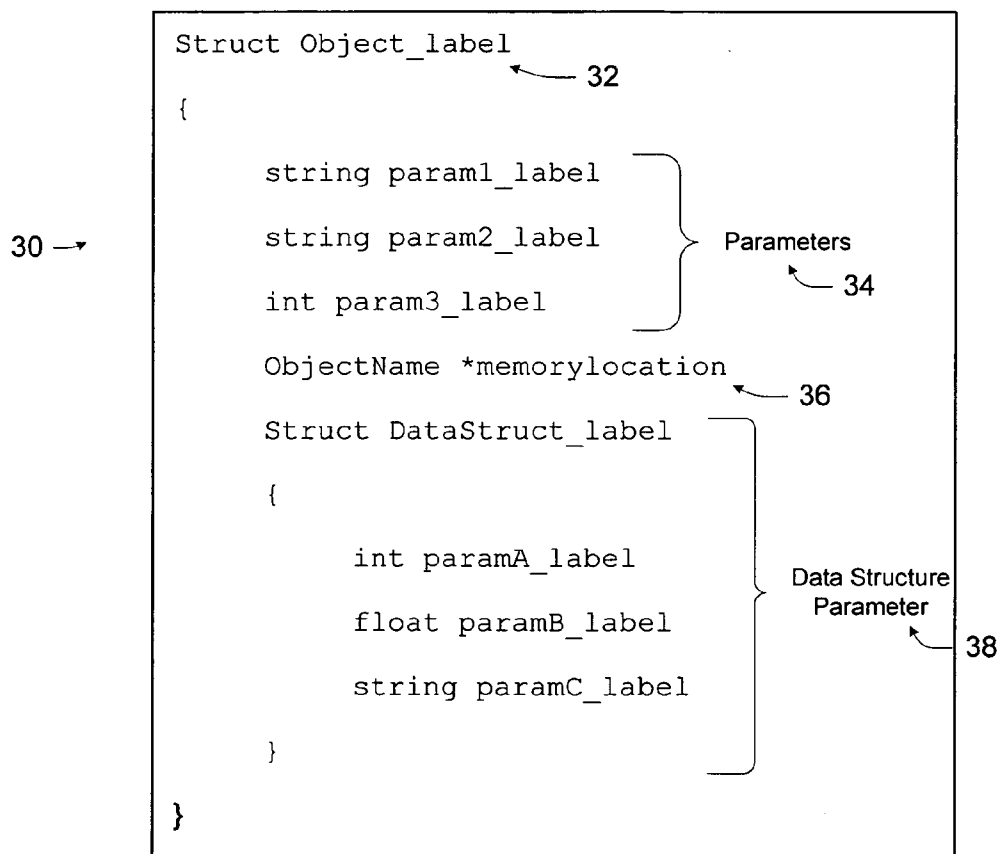 Struct Object_label
32
{
string param1_label
string param2_label
30
Parameters
34
int param3_label
ObjectName *memorylocation
36
Struct DataStruct_label
{
int paramA_label
Data Structure
Parameter
float paramB_label
38
string paramC_label
}
}